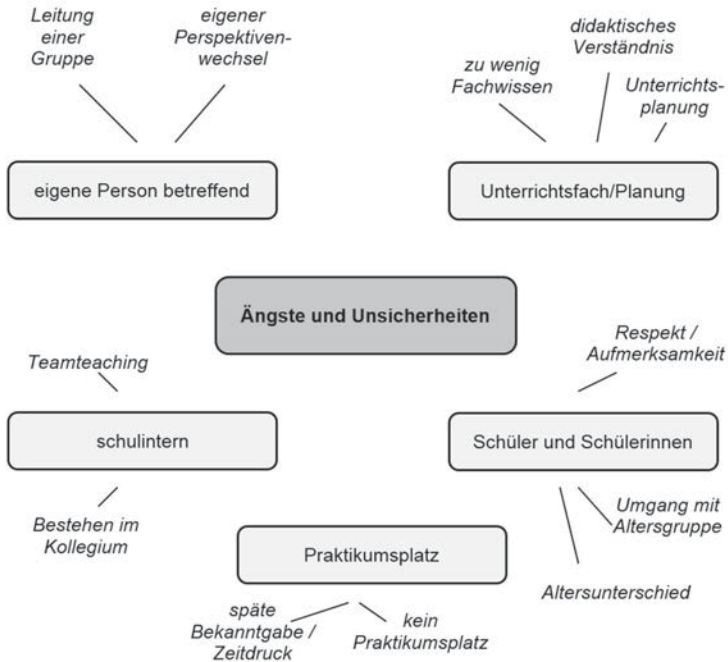 Leitung
einer
Gruppe
eigener
Perspektiven-
wechsel
eigene Person betreffend
zu wenig
Fachwissen
didaktisches
Verständnis
Unterrichts-
planung
Unterrichtsfach/Planung
Ängste und Unsicherheiten
Teamteaching
schulintern
Bestehen im
Kollegium
Respekt /
Aufmerksamkeit
Schüler und Schülerinnen
Umgang mit
Altersgruppe
Altersunterschied
Praktikumsplatz
späte
Bekanntgabe /
Zeitdruck
kein
Praktikumsplatz